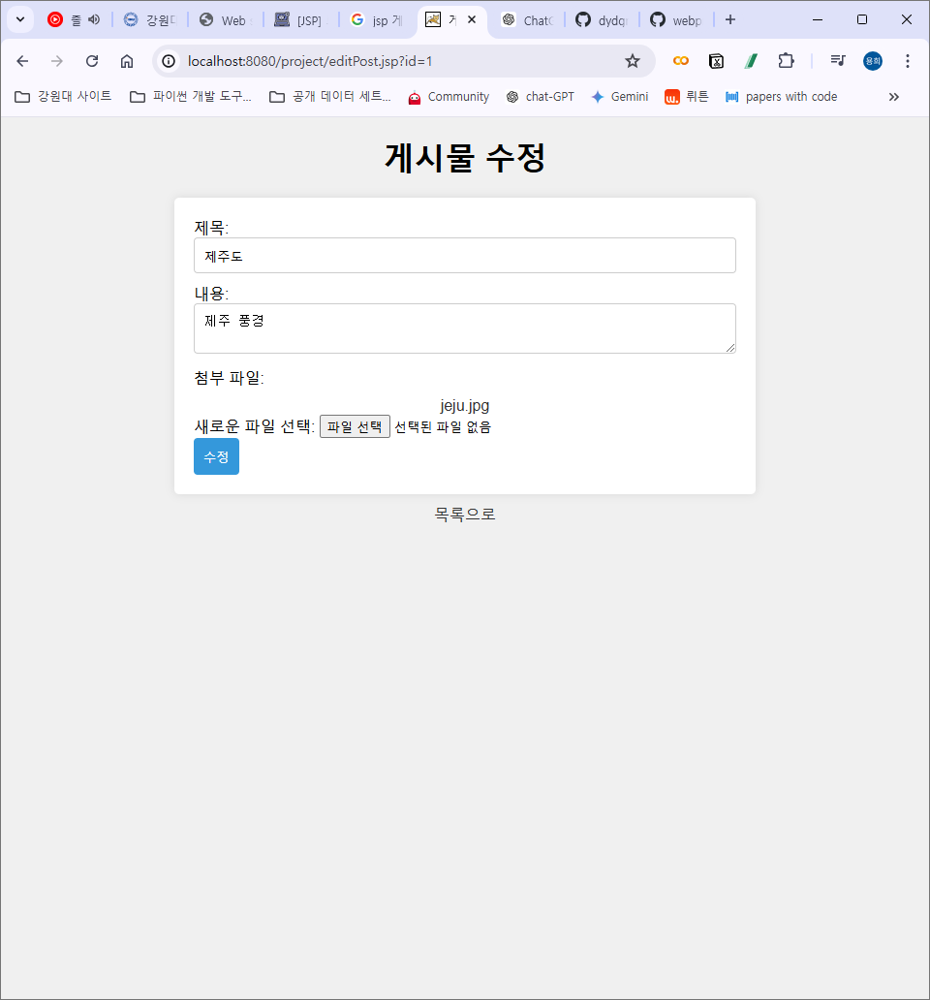 졸
강원
Web
[JSP]
jsp 게
게
Chat
dydq
webp
localhost:8080/project/editPost.jsp?id=1
용희
강원대 사이트
파이썬 개발 도구...
공개 데이터 세트...
Community
chat-GPT
Gemini
뤼튼
papers with code
게시물 수정
제목:
제주도
내용:
제주 풍경
첨부 파일:
jeju.jpg
새로운 파일 선택: 파일 선택 선택된 파일 없음
수정
목록으로